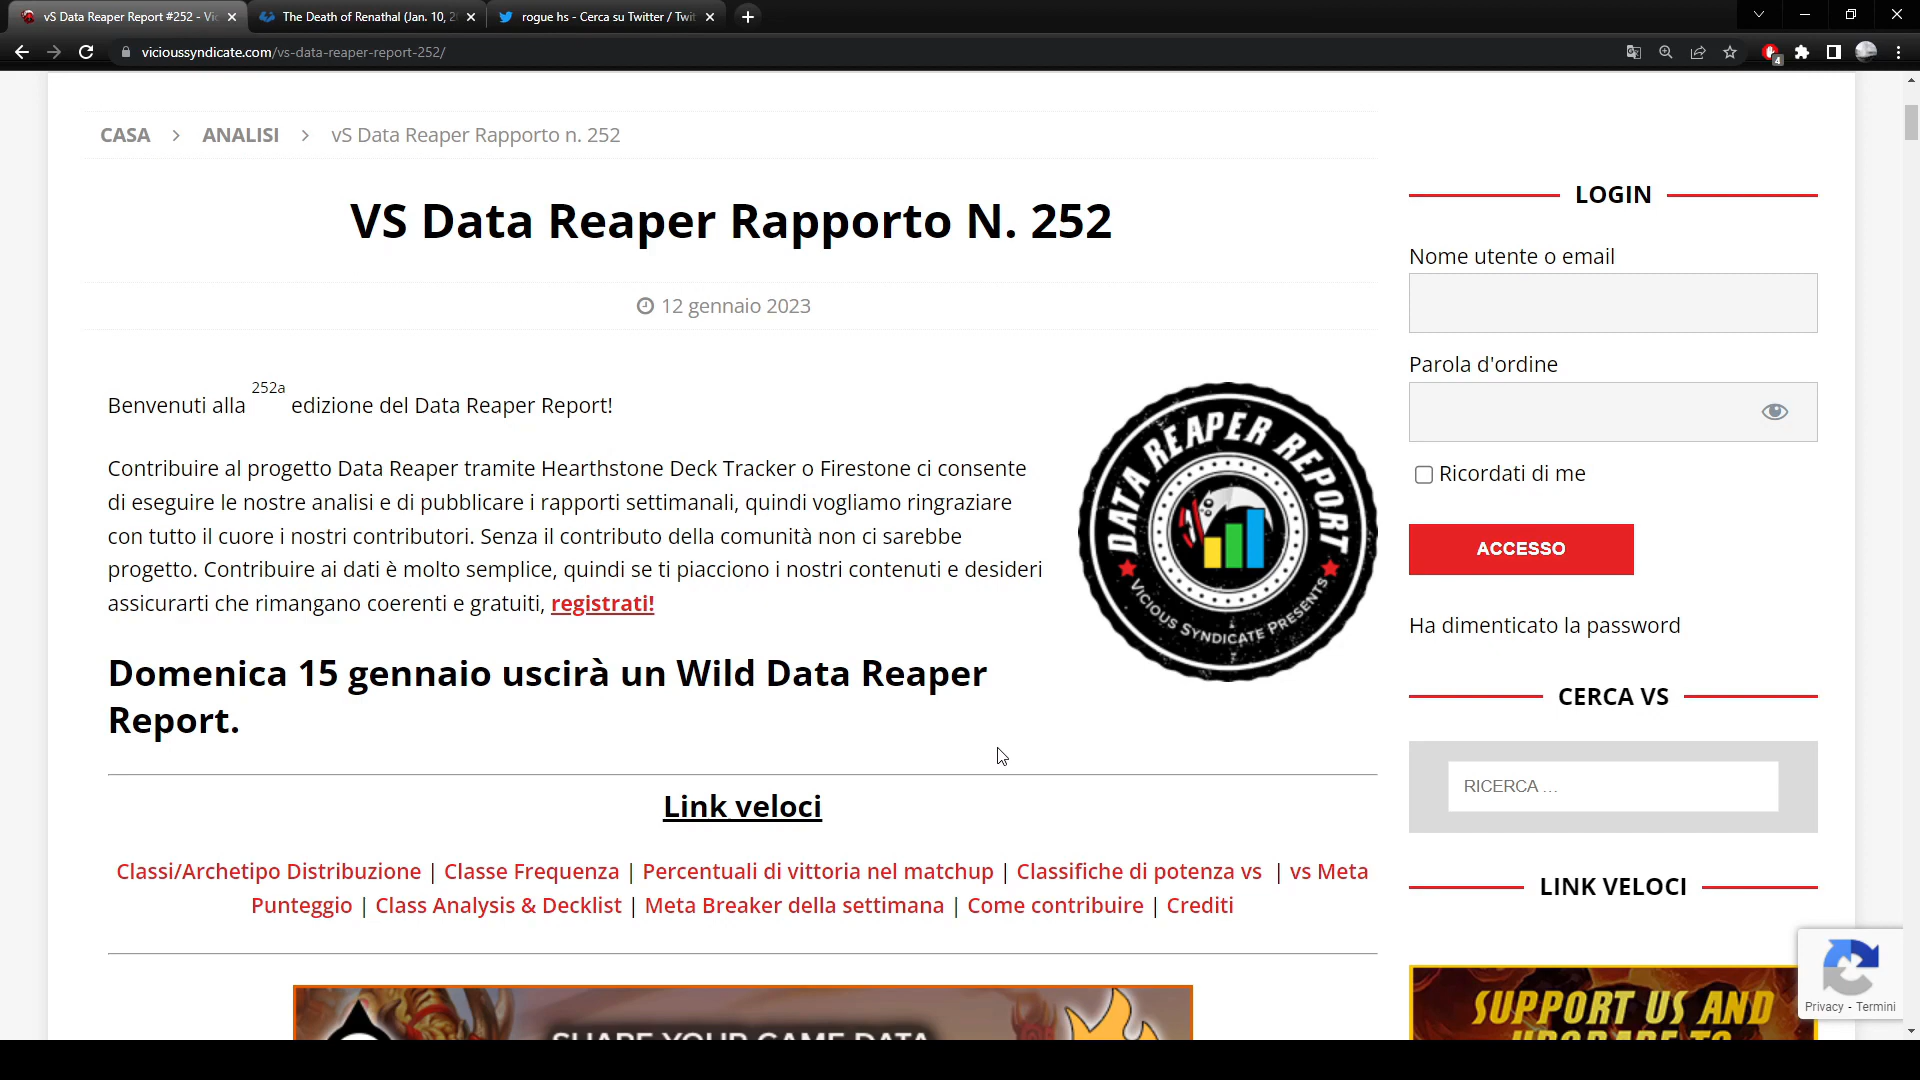 vS Data Reaper Report #252 - Vic
The Death of Renathal (Jan. 10, 2
rogue hs - Cerca su Twitter / Twit
vicioussyndicate.com/vs-data-reaper-report-252/
4
CASA > ANALISI > vS Data Reaper Rapporto n. 252
VS Data Reaper Rapporto N. 252
12 gennaio 2023
Benvenuti alla 252a edizione del Data Reaper Report!
Contribuire al progetto Data Reaper tramite Hearthstone Deck Tracker o Firestone ci consente
di eseguire le nostre analisi e di pubblicare i rapporti settimanali, quindi vogliamo ringraziare
con tutto il cuore i nostri contributori. Senza il contributo della comunità non ci sarebbe
progetto. Contribuire ai dati è molto semplice, quindi se ti piacciono i nostri contenuti e desideri
assicurarti che rimangano coerenti e gratuiti, registrati!
DATA REAPER REPORT
VICIOUS SYNDICATE PRESENTS
Domenica 15 gennaio uscirà un Wild Data Reaper
Report.
Link veloci
Classi/Archetipo Distribuzione | Classe Frequenza | Percentuali di vittoria nel matchup | Classifiche di potenza vs | vs Meta
Punteggio | Class Analysis & Decklist | Meta Breaker della settimana | Come contribuire | Crediti
SHARE YOUR GAME DATA
LOGIN
Nome utente o email
Parola d'ordine
Ricordati di me
ACCESSO
Ha dimenticato la password
CERCA VS
RICERCA …
LINK VELOCI
SUPPORT US AND
UPGRADE TO
Privacy - Termini